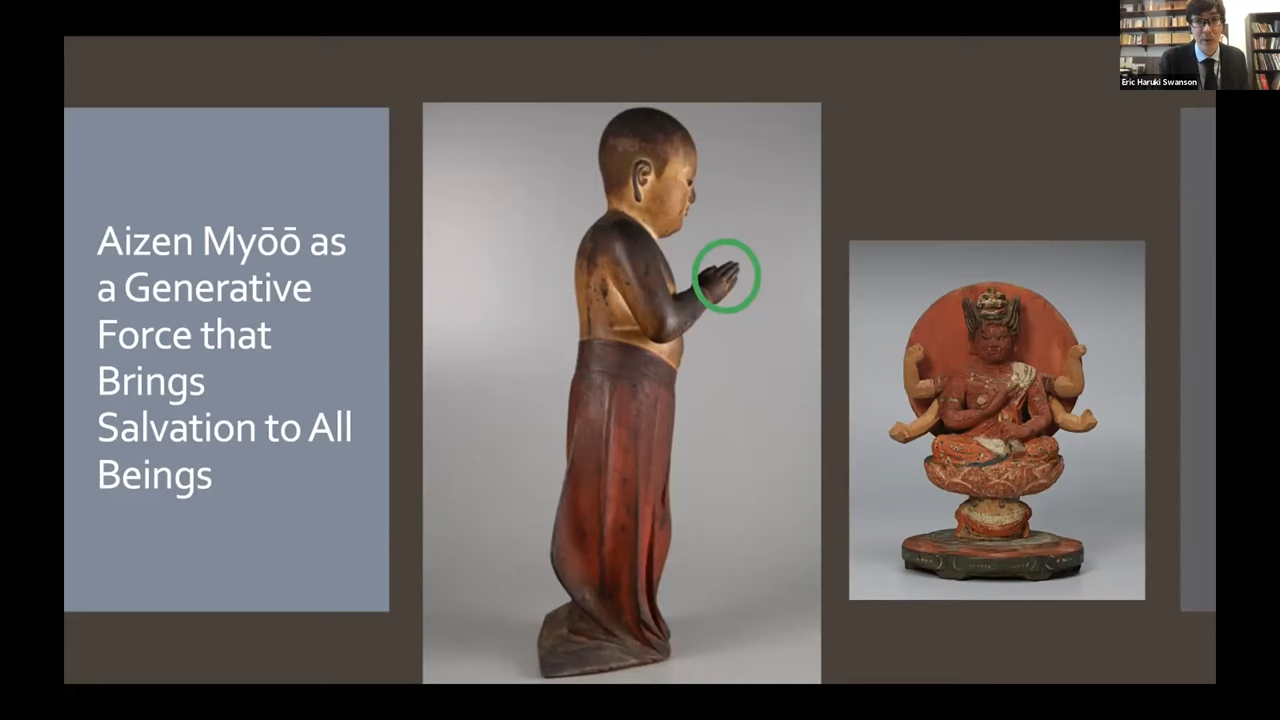 Eric Haruki Swanson
Aizen Myōō as
a Generative
Force that
Brings
Salvation to All
Beings